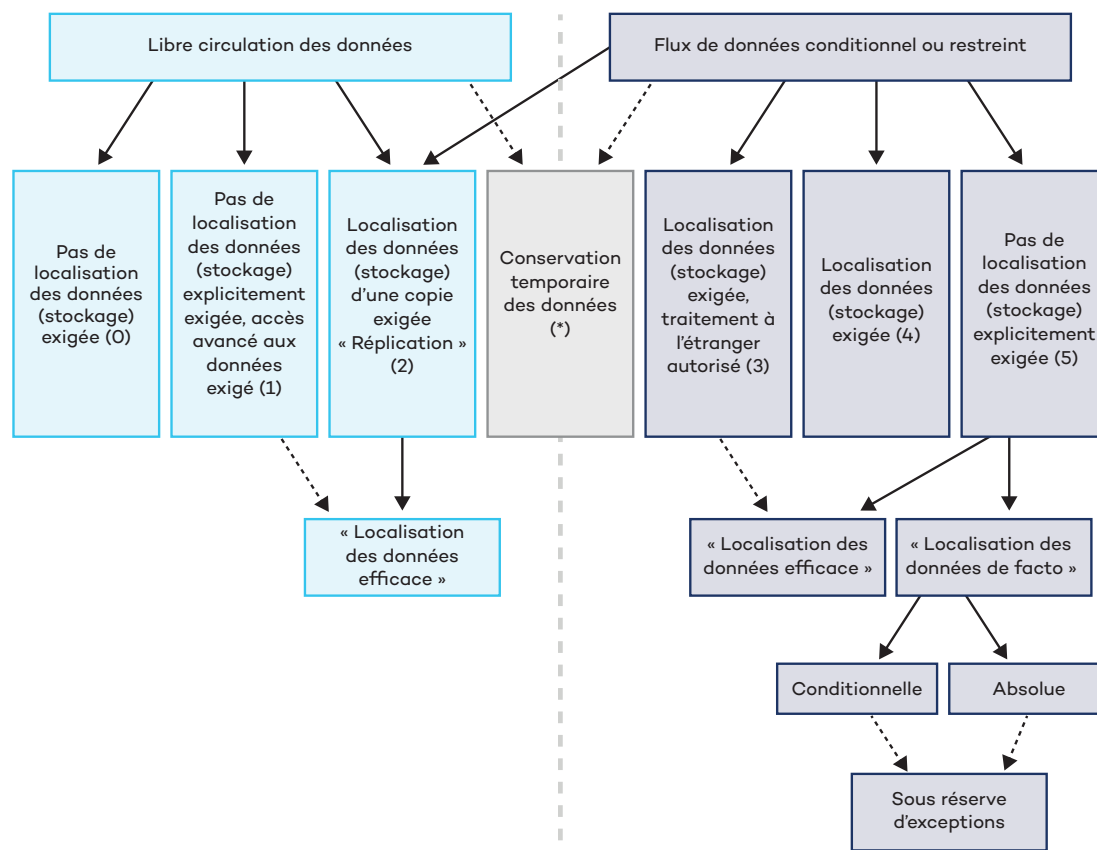 Libre circulation des données
Flux de données conditionnel ou restreint
Pas de
localisation
des données
(stockage)
exigée (0)
Pas de
localisation
des données
(stockage)
explicitement
exigée, accès
avancé aux
données
exigé (1)
Localisation
des données
(stockage)
d’une copie
exigée
« Réplication »
(2)
Conservation
temporaire
des données
(*)
Localisation
des données
(stockage)
exigée,
traitement à
l’étranger
autorisé (3)
Localisation
des données
(stockage)
exigée (4)
Pas de
localisation
des données
(stockage)
explicitement
exigée (5)
« Localisation
des données
efficace »
« Localisation des
données efficace »
« Localisation des
données de facto »
Conditionnelle
Absolue
Sous réserve
d’exceptions